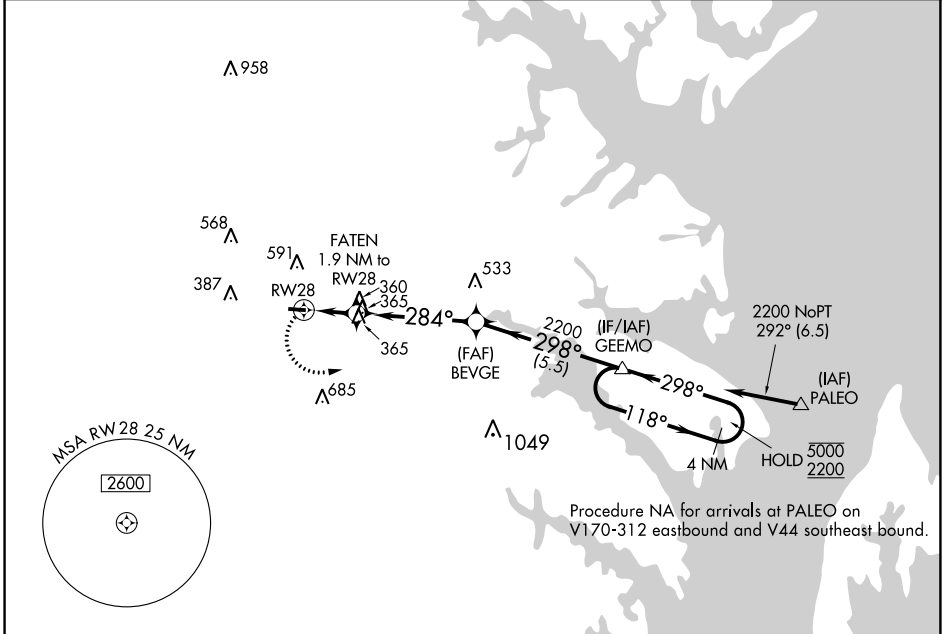 958
568
591
387
FATEN
1.9 NM to
RW28
360
365
365
RW28
533
284°
(FAF)
BEVGE
2200
298°
(5.5)
(IF/IAF)
GEEMO
2200 NoPT
292° (6.5)
(IAF)
PALEO
298°
118°
4 NM
HOLD
5000
2200
685
1049
MSA RW 28 25 NM
2600
Procedure NA for arrivals at PALEO on
V170-312 eastbound and V44 southeast bound.